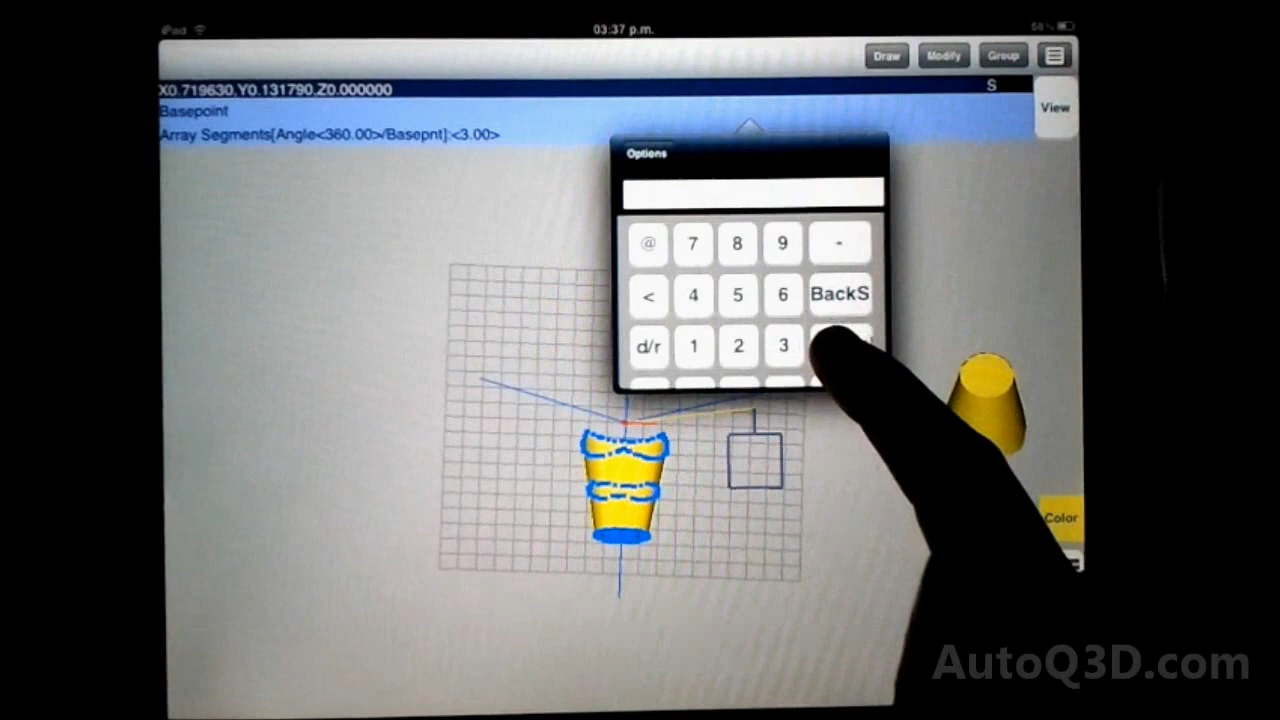 iPad 03:37 p.m. 58%
Draw Modify Group
X0.719630,Y0.131790,Z0.000000 S
View
Basepoint
Array Segments[Angle<360.00>/Basepnt]:<3.00>
Options
@ 7 8 9 -
< 4 5 6 BackS
d/r 1 2 3
Color
AutoQ3D.com